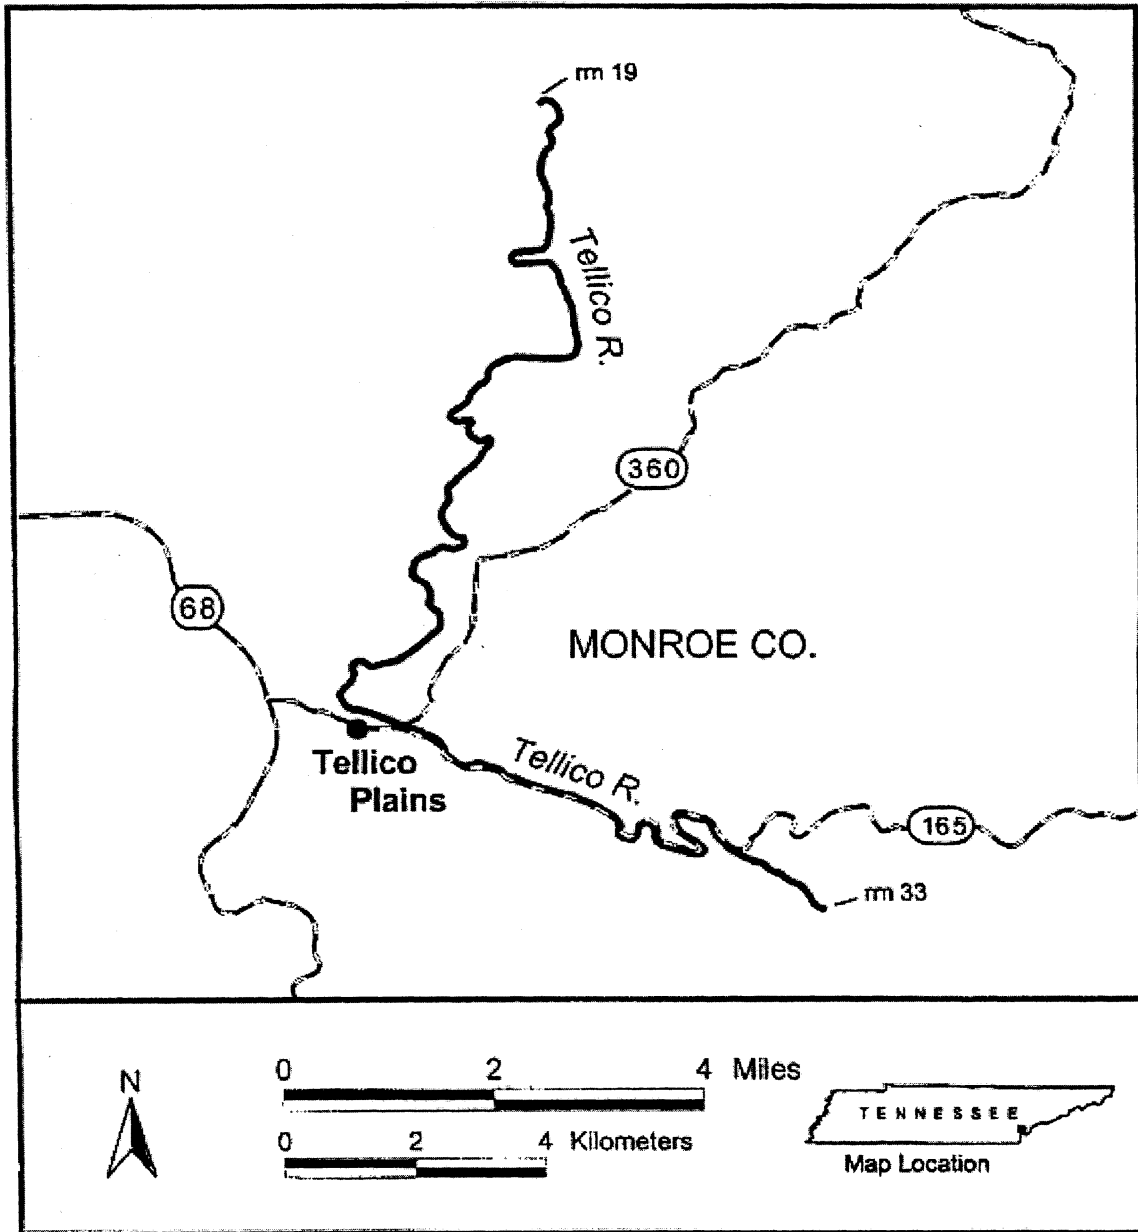 rm 19
Tellico R.
360
68
MONROE CO.
Tellico
Plains
Tellico R.
165
rm 33
N
0 2 4 Miles
0 2 4 Kilometers
TENNESSEE
Map Location